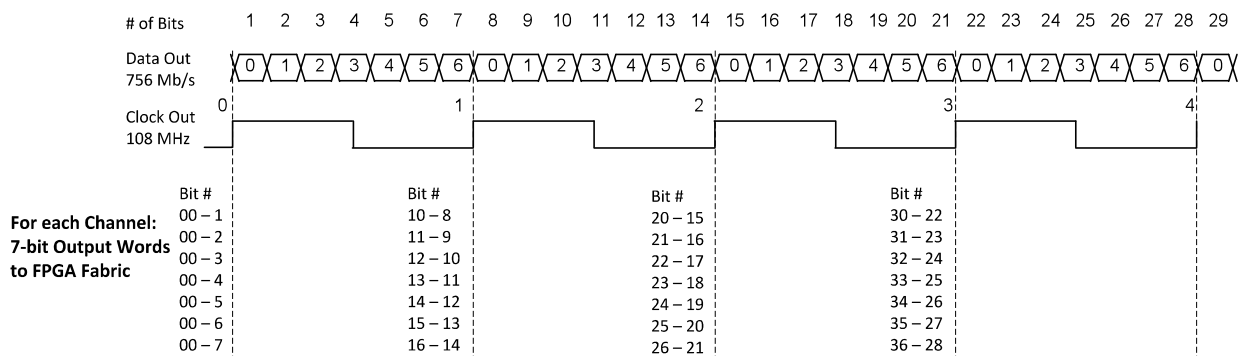 # of Bits 1 2 3 4 5 6 7 8 9 10 11 12 13 14 15 16 17 18 19 20 21 22 23 24 25 26 27 28 29
Data Out 0 1 2 3 4 5 6 0 1 2 3 4 5 6 0 1 2 3 4 5 6 0 1 2 3 4 5 6 0
756 Mb/s
0 1 2 3 4
Clock Out
108 MHz
For each Channel:
7-bit Output Words
to FPGA Fabric
Bit #
00 – 1
00 – 2
00 – 3
00 – 4
00 – 5
00 – 6
00 – 7
Bit #
10 – 8
11 – 9
12 – 10
13 – 11
14 – 12
15 – 13
16 – 14
Bit #
20 – 15
21 – 16
22 – 17
23 – 18
24 – 19
25 – 20
26 – 21
Bit #
30 – 22
31 – 23
32 – 24
33 – 25
34 – 26
35 – 27
36 – 28